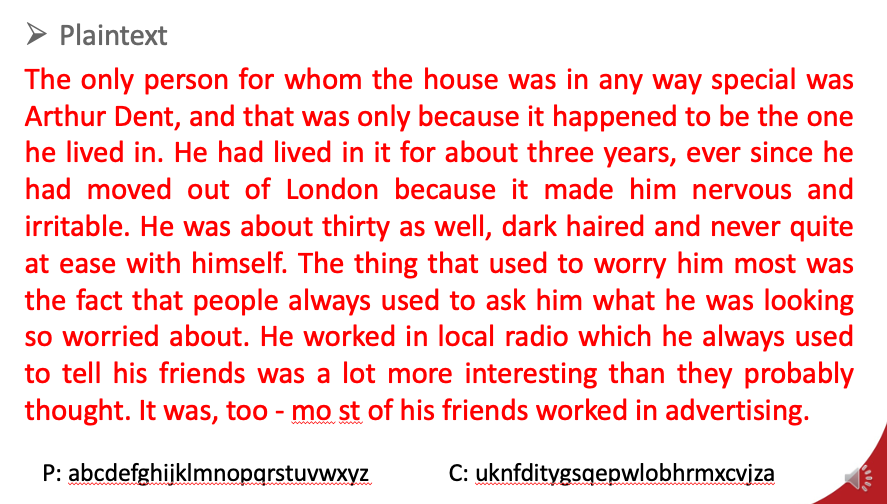 Plaintext
The only person for whom the house was in any way special was
Arthur Dent, and that was only because it happened to be the one
he lived in. He had lived in it for about three years, ever since he
had moved out of London because it made him nervous and
irritable. He was about thirty as well, dark haired and never quite
at ease with himself. The thing that used to worry him most was
the fact that people always used to ask him what he was looking
so worried about. He worked in local radio which he always used
to tell his friends was a lot more interesting than they probably
thought. It was, too - mo st of his friends worked in advertising.
P: abcdefghijklmnopqrstuvwxyz C: uknfditygsqepwlobhrmxcvjza